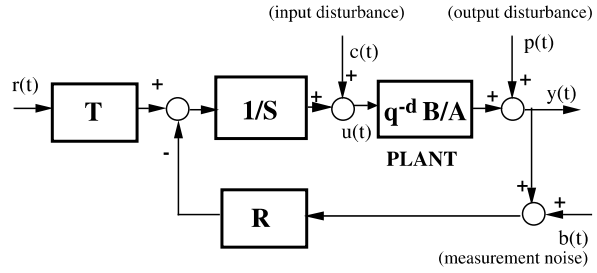 (input disturbance)
(output disturbance)
c(t)
p(t)
r(t)
+
+
+
+
+
y(t)
T
1/S
q-d B/A
u(t)
-
PLANT
+
+
R
b(t)
(measurement noise)